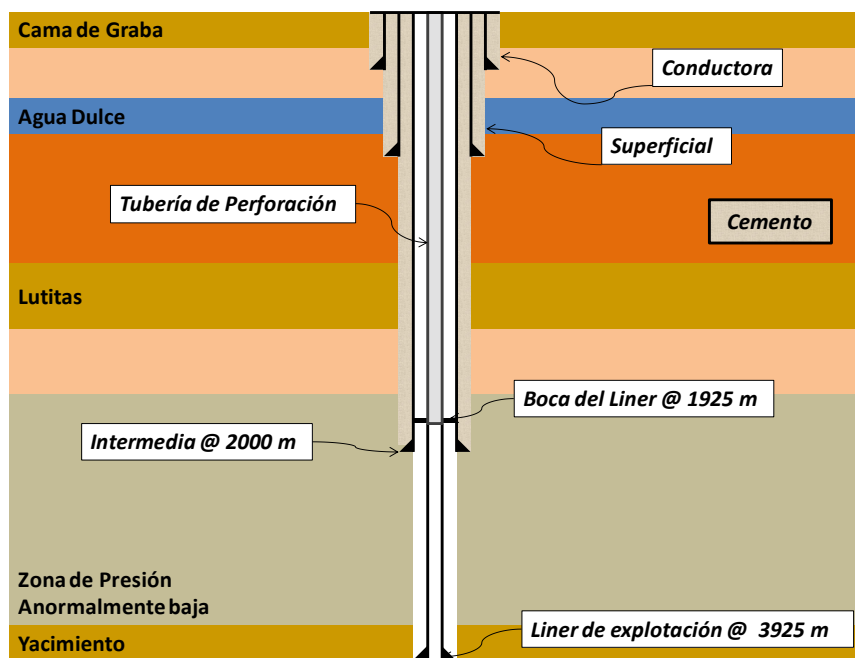 Cama de Graba
Conductora
Agua Dulce
Superficial
Tubería de Perforación
Cemento
Lutitas
Boca del Liner @ 1925 m
Intermedia @ 2000 m
Zona de Presión
Anormalmente baja
Liner de explotación @ 3925 m
Yacimiento